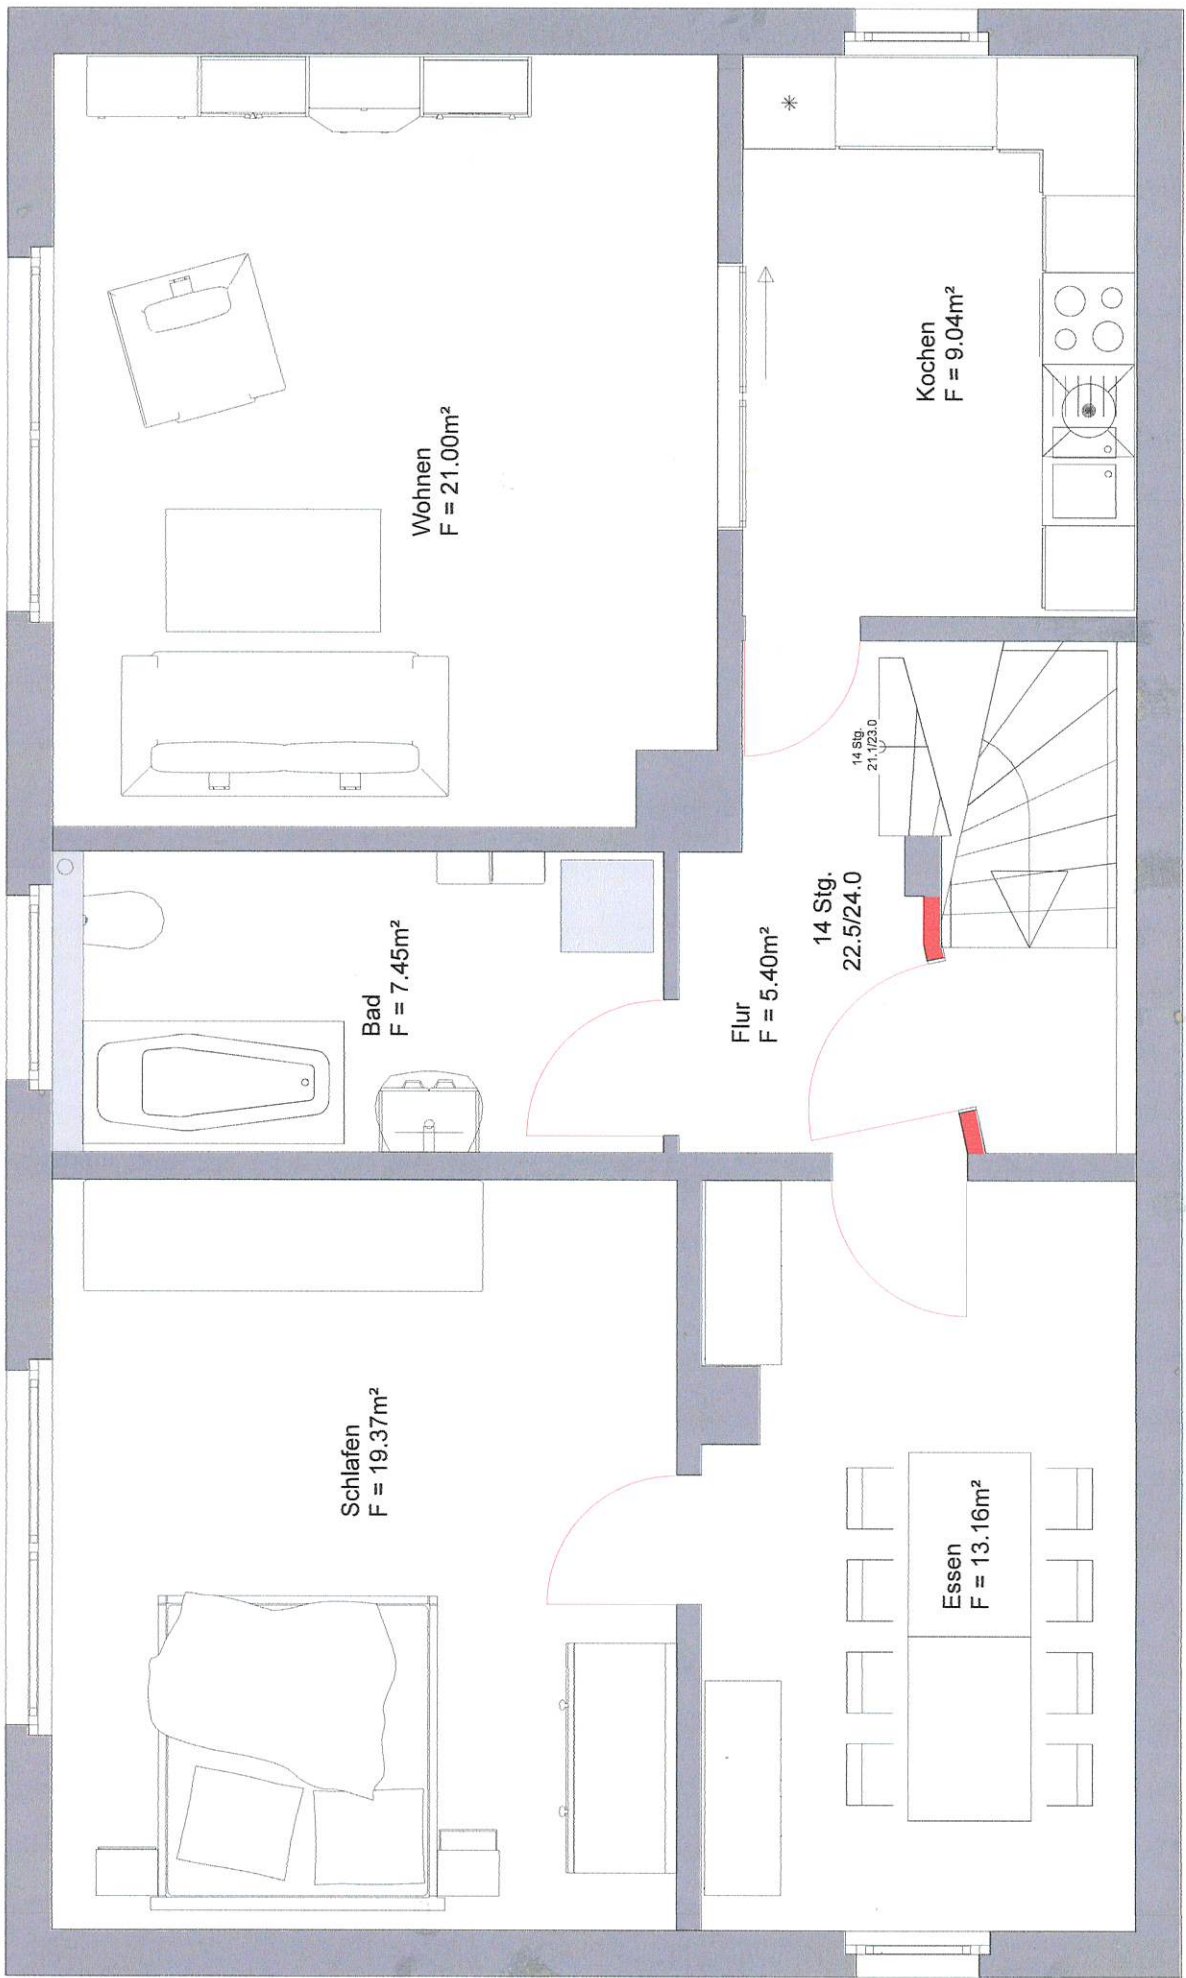 Wohnen
F = 21.00m²
Kochen
F = 9.04m²
14 Stg.
21.1/23.0
Bad
F = 7.45m²
Flur
F = 5.40m²
14 Stg.
22.5/24.0
Schlafen
F = 19.37m²
Essen
F = 13.16m²